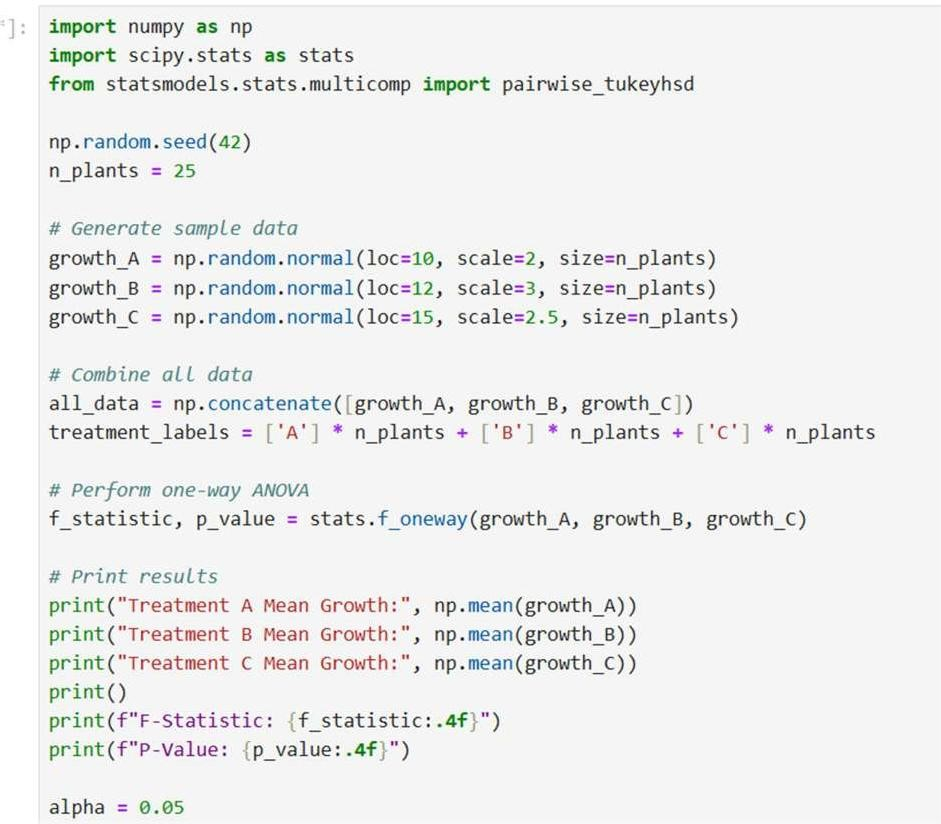 *]:
import numpy as np
import scipy.stats as stats
from statsmodels.stats.multicomp import pairwise_tukeyhsd
np.random.seed(42)
n_plants = 25
# Generate sample data
growth_A = np.random.normal(loc=10, scale=2, size=n_plants)
growth_B = np.random.normal(loc=12, scale=3, size=n_plants)
growth_C = np.random.normal(loc=15, scale=2.5, size=n_plants)
# Combine all data
all_data = np.concatenate([growth_A, growth_B, growth_C])
treatment_labels = ['A'] * n_plants + ['B'] * n_plants + ['C'] * n_plants
# Perform one-way ANOVA
f_statistic, p_value = stats.f_oneway(growth_A, growth_B, growth_C)
# Print results
print("Treatment A Mean Growth:", np.mean(growth_A))
print("Treatment B Mean Growth:", np.mean(growth_B))
print("Treatment C Mean Growth:", np.mean(growth_C))
print()
print(f"F-Statistic: {f_statistic:.4f}")
print(f"P-Value: {p_value:.4f}")
alpha = 0.05